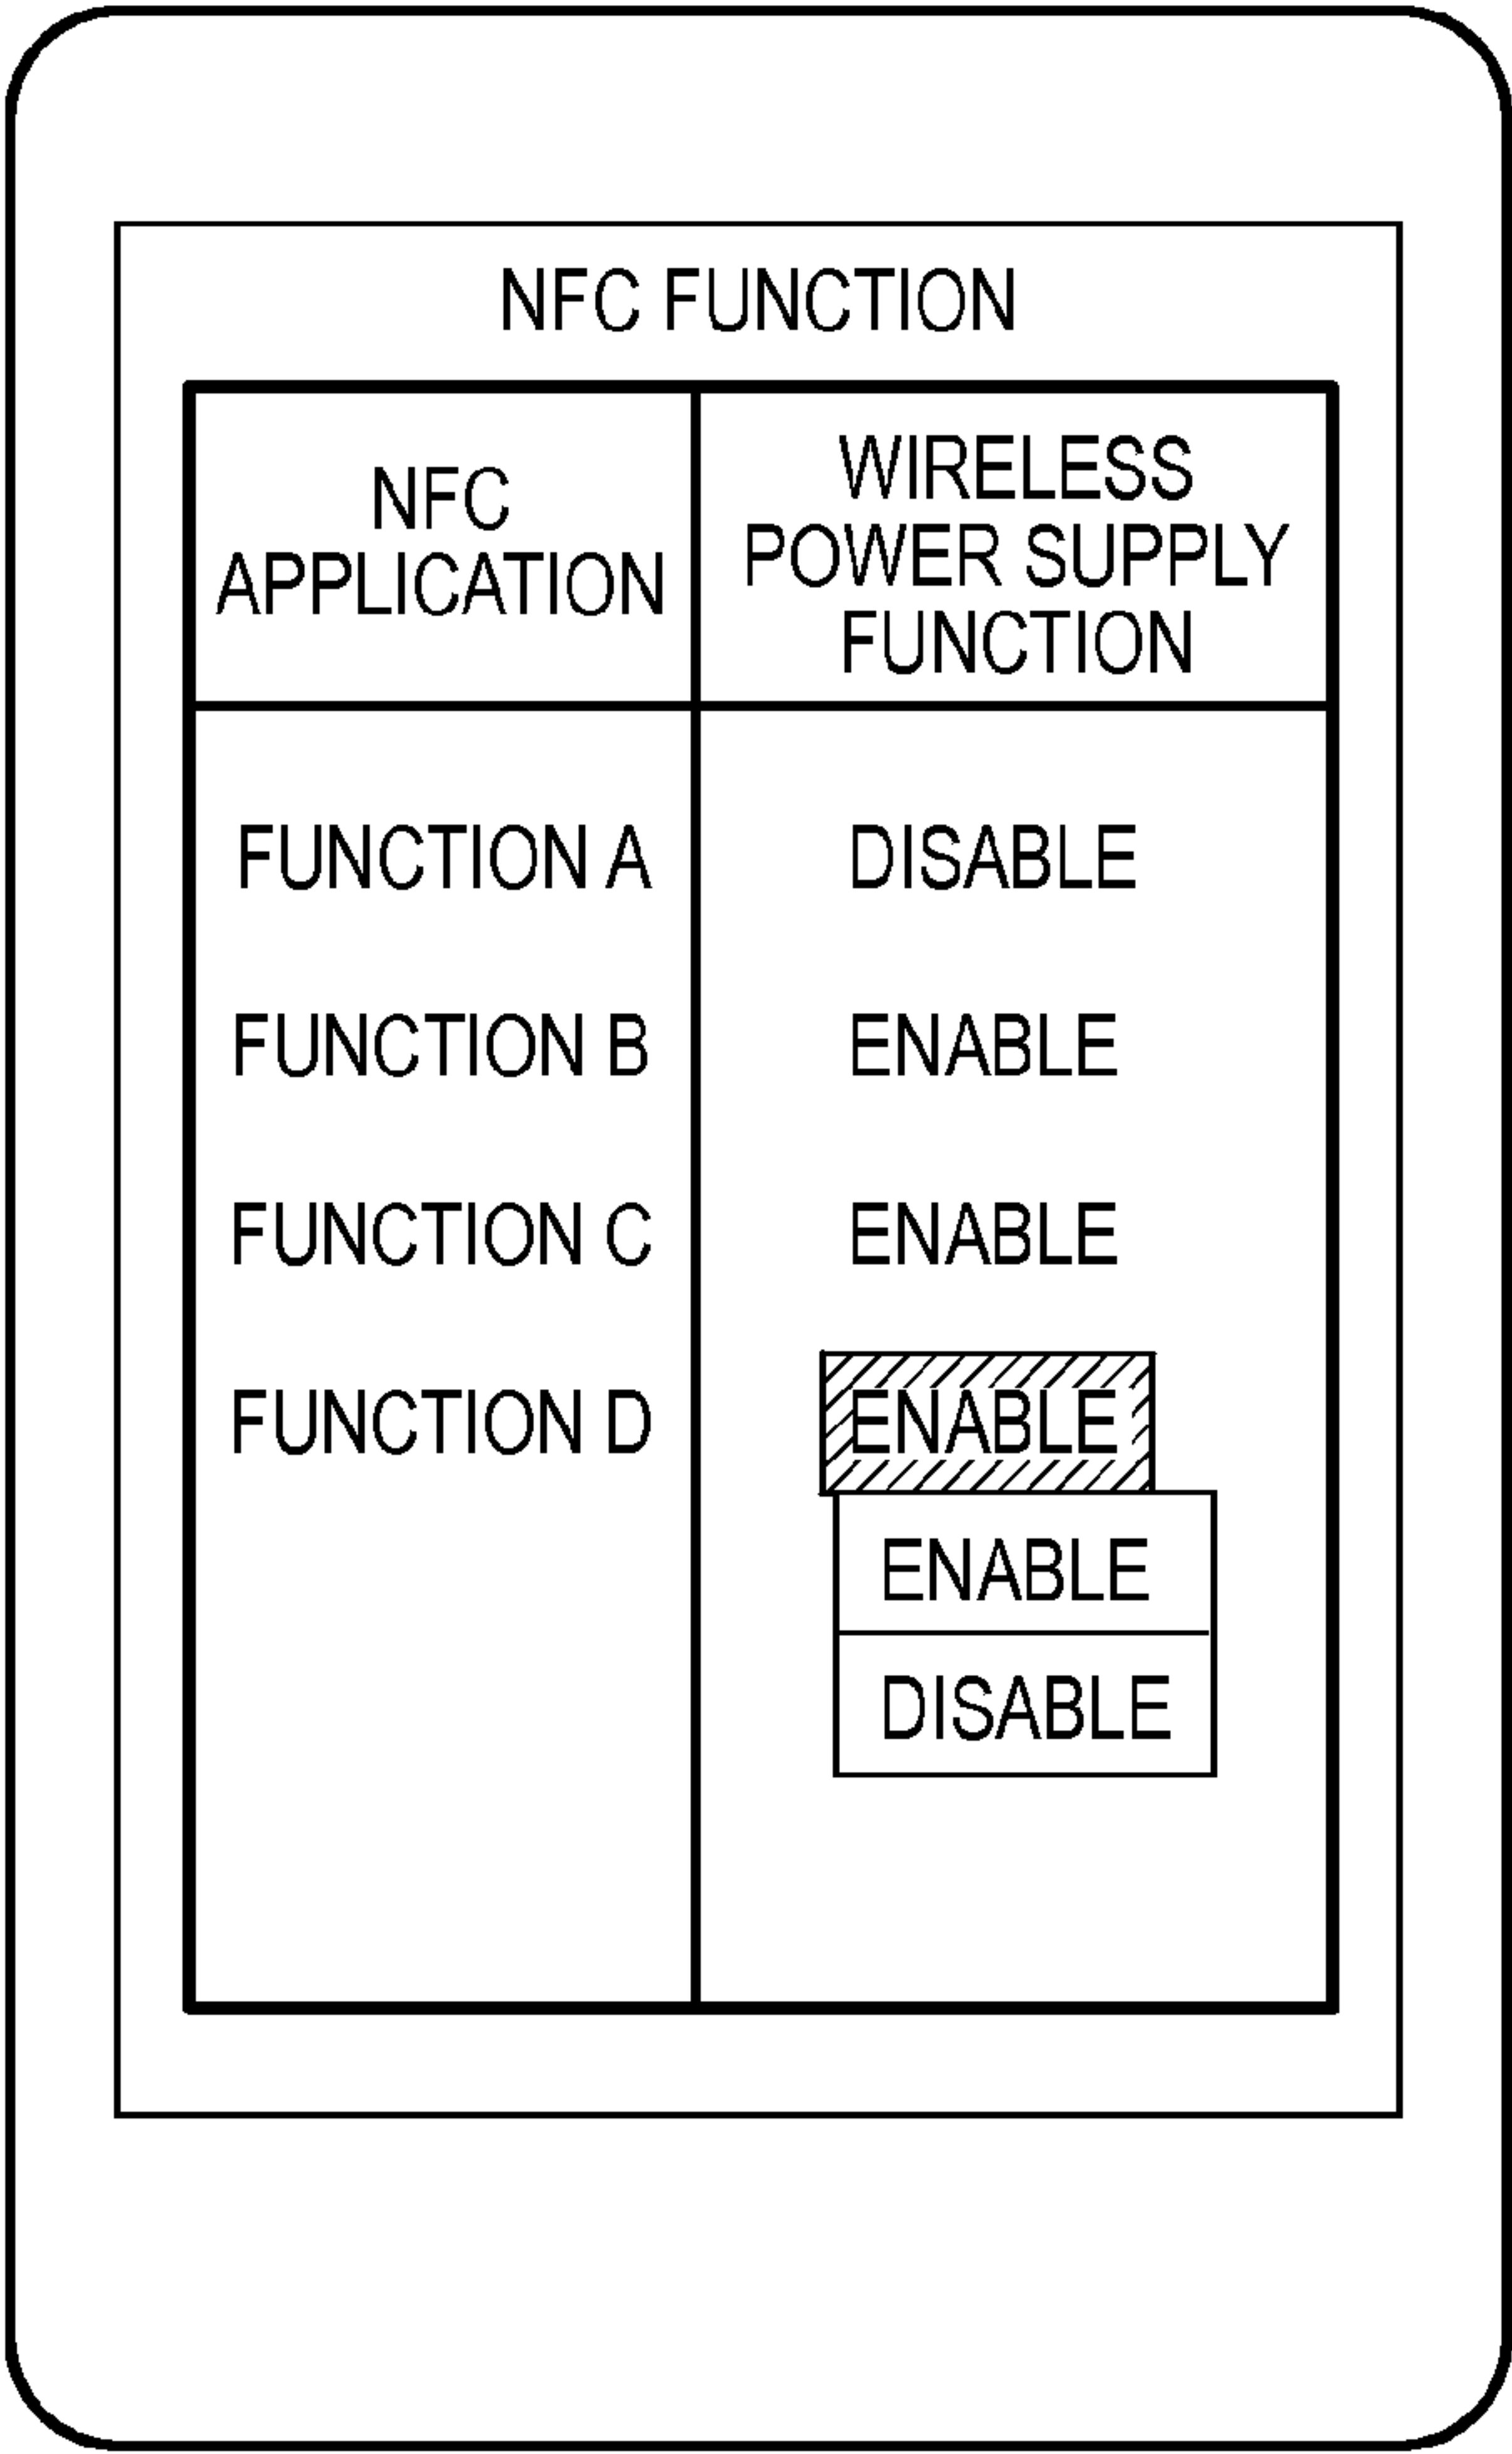 NFC FUNCTION
NFC
APPLICATION
WIRELESS
POWER SUPPLY
FUNCTION
FUNCTION A
DISABLE
FUNCTION B
ENABLE
FUNCTION C
ENABLE
FUNCTION D
ENABLE
ENABLE
DISABLE